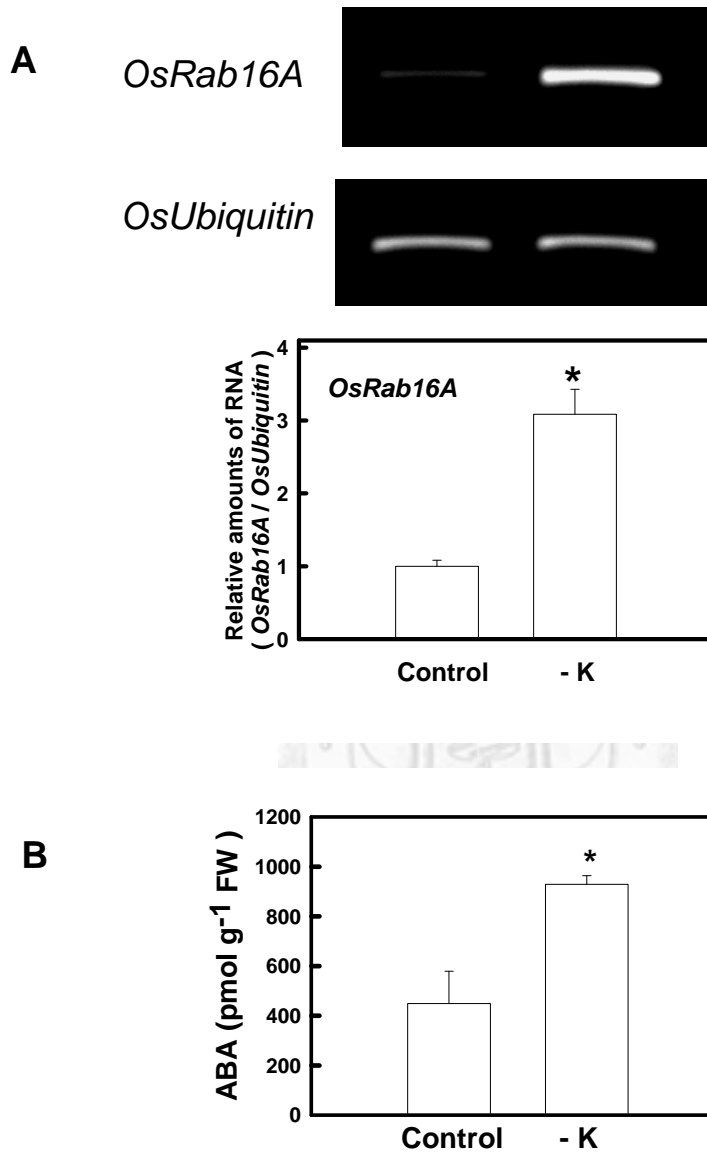 A
OsRab16A
OsUbiquitin
Relative amounts of RNA
( OsRab16A / OsUbiquitin )
4
3
2
1
0
OsRab16A
*
Control - K
B
ABA (pmol g-1 FW )
1200
1000
800
600
400
200
0
*
Control - K